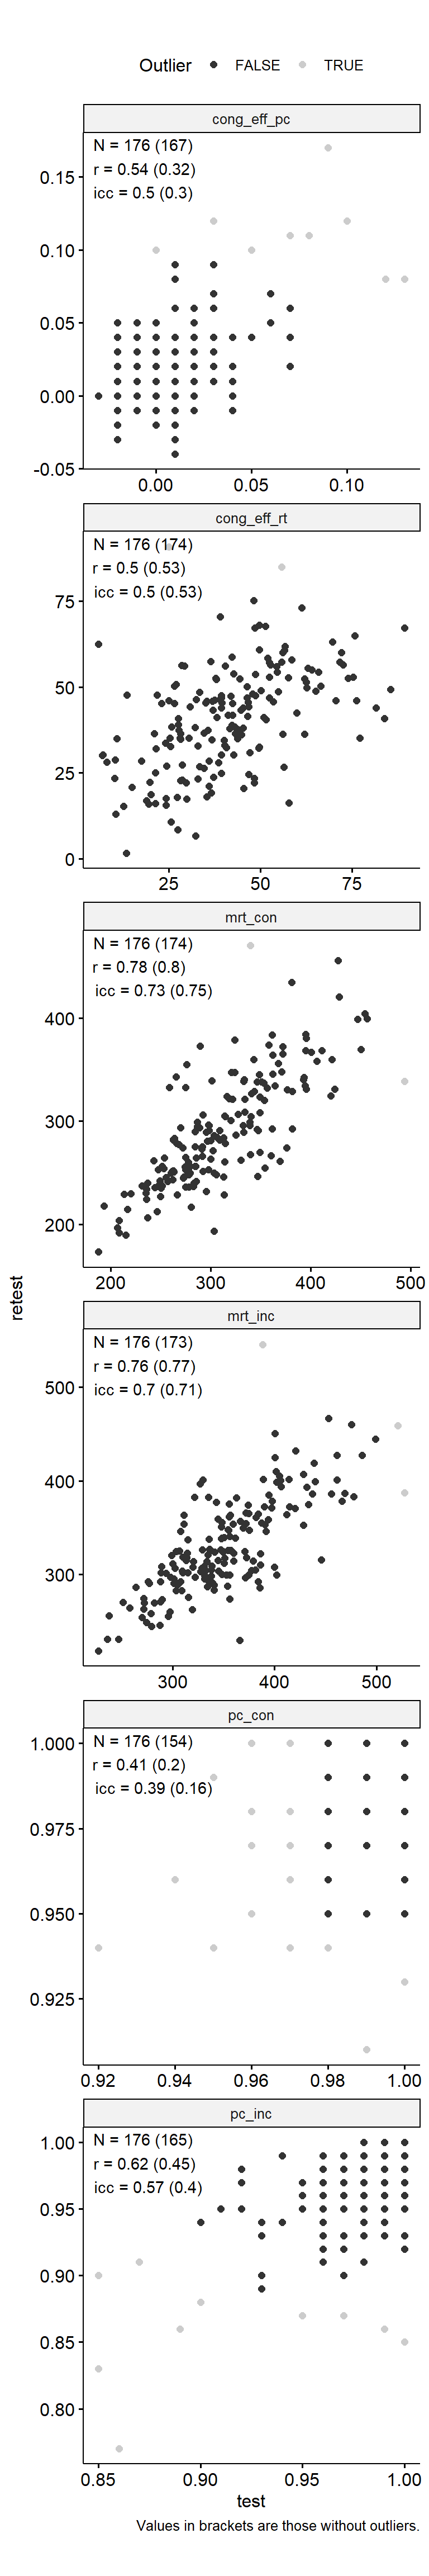 Outlier FALSE TRUE
cong_eff_pc
N = 176 (167)
r = 0.54 (0.32)
icc = 0.5 (0.3)
0.15
0.10
0.05
0.00
-0.05
0.00 0.05 0.10
cong_eff_rt
N = 176 (174)
r = 0.5 (0.53)
icc = 0.5 (0.53)
75
50
25
0
25 50 75
mrt_con
N = 176 (174)
r = 0.78 (0.8)
icc = 0.73 (0.75)
400
300
200
200 300 400 500
retest
mrt_inc
N = 176 (173)
r = 0.76 (0.77)
icc = 0.7 (0.71)
500
400
300
300 400 500
pc_con
N = 176 (154)
r = 0.41 (0.2)
icc = 0.39 (0.16)
1.000
0.975
0.950
0.925
0.92 0.94 0.96 0.98 1.00
pc_inc
N = 176 (165)
r = 0.62 (0.45)
icc = 0.57 (0.4)
1.00
0.95
0.90
0.85
0.80
0.85 0.90 0.95 1.00
test
Values in brackets are those without outliers.